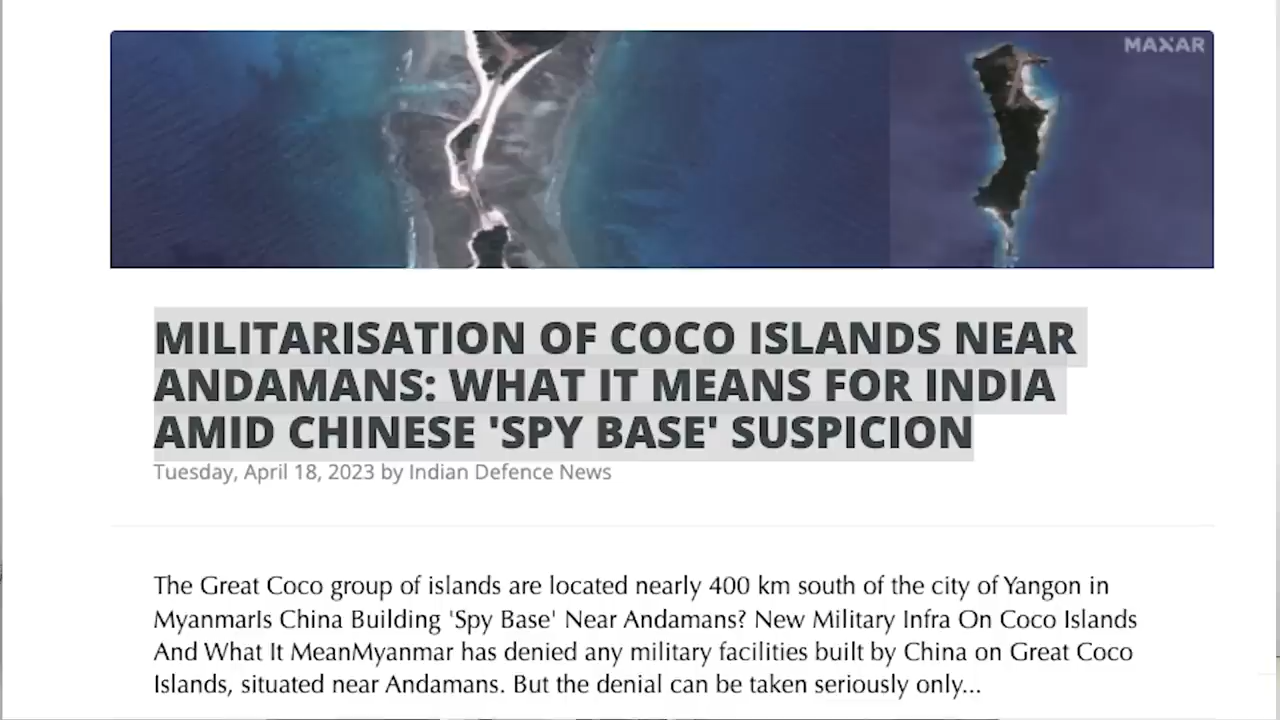 MAXAR
MILITARISATION OF COCO ISLANDS NEAR
ANDAMANS: WHAT IT MEANS FOR INDIA
AMID CHINESE 'SPY BASE' SUSPICION
Tuesday, April 18, 2023 by Indian Defence News
The Great Coco group of islands are located nearly 400 km south of the city of Yangon in
MyanmarIs China Building 'Spy Base' Near Andamans? New Military Infra On Coco Islands
And What It MeanMyanmar has denied any military facilities built by China on Great Coco
Islands, situated near Andamans. But the denial can be taken seriously only...